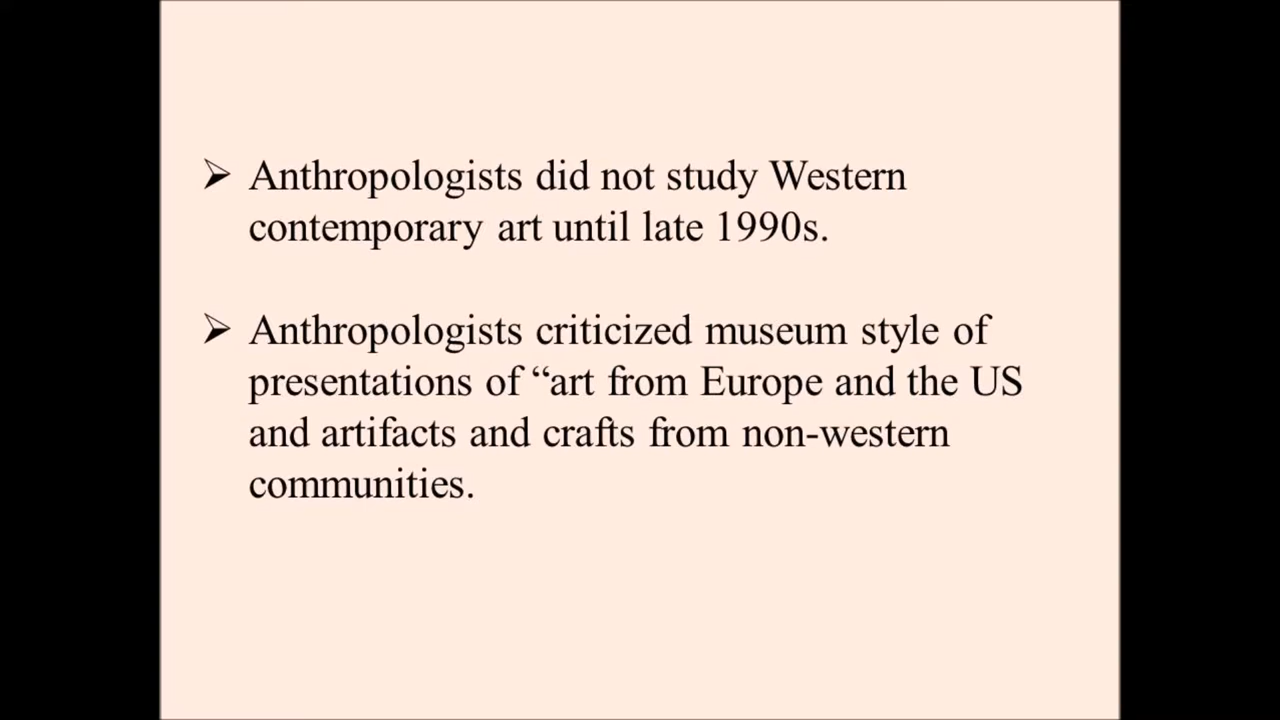 ➢ Anthropologists did not study Western
contemporary art until late 1990s.
➢ Anthropologists criticized museum style of
presentations of “art from Europe and the US
and artifacts and crafts from non-western
communities.